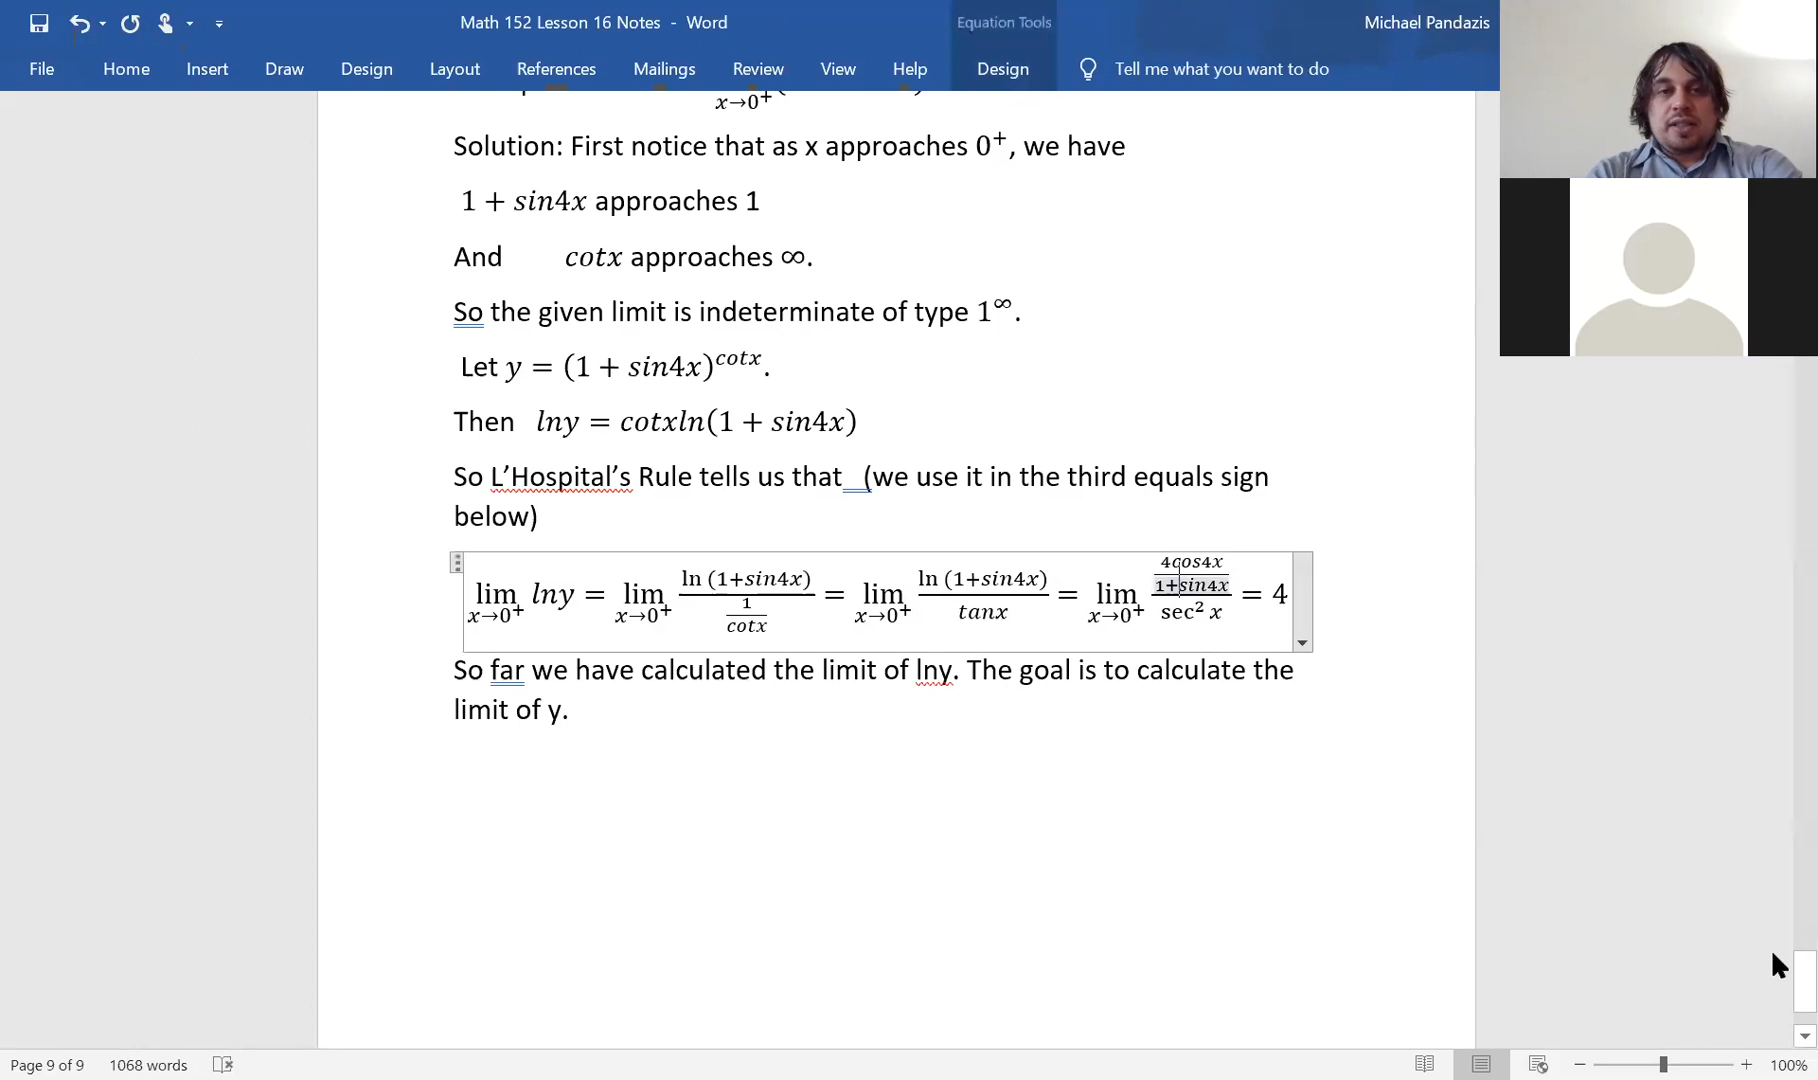 Math 152 Lesson 16 Notes - Word
Equation Tools
Michael Pandazis
File Home Insert Draw Design Layout References Mailings Review View Help Design Tell me what you want to do
x→0⁺
Solution: First notice that as x approaches 0⁺, we have
1 + sin4x approaches 1
And cotx approaches ∞.
So the given limit is indeterminate of type 1^∞.
Let y = (1 + sin4x)^cotx.
Then lny = cotxln(1 + sin4x)
So L’Hospital’s Rule tells us that (we use it in the third equals sign
below)
lim x→0⁺ lny = lim x→0⁺ ln (1+sin4x) / (1/cotx) = lim x→0⁺ ln (1+sin4x) / tanx = lim x→0⁺ (4cos4x / 1+sin4x) / sec² x = 4
So far we have calculated the limit of lny. The goal is to calculate the
limit of y.
Page 9 of 9 1068 words 100%